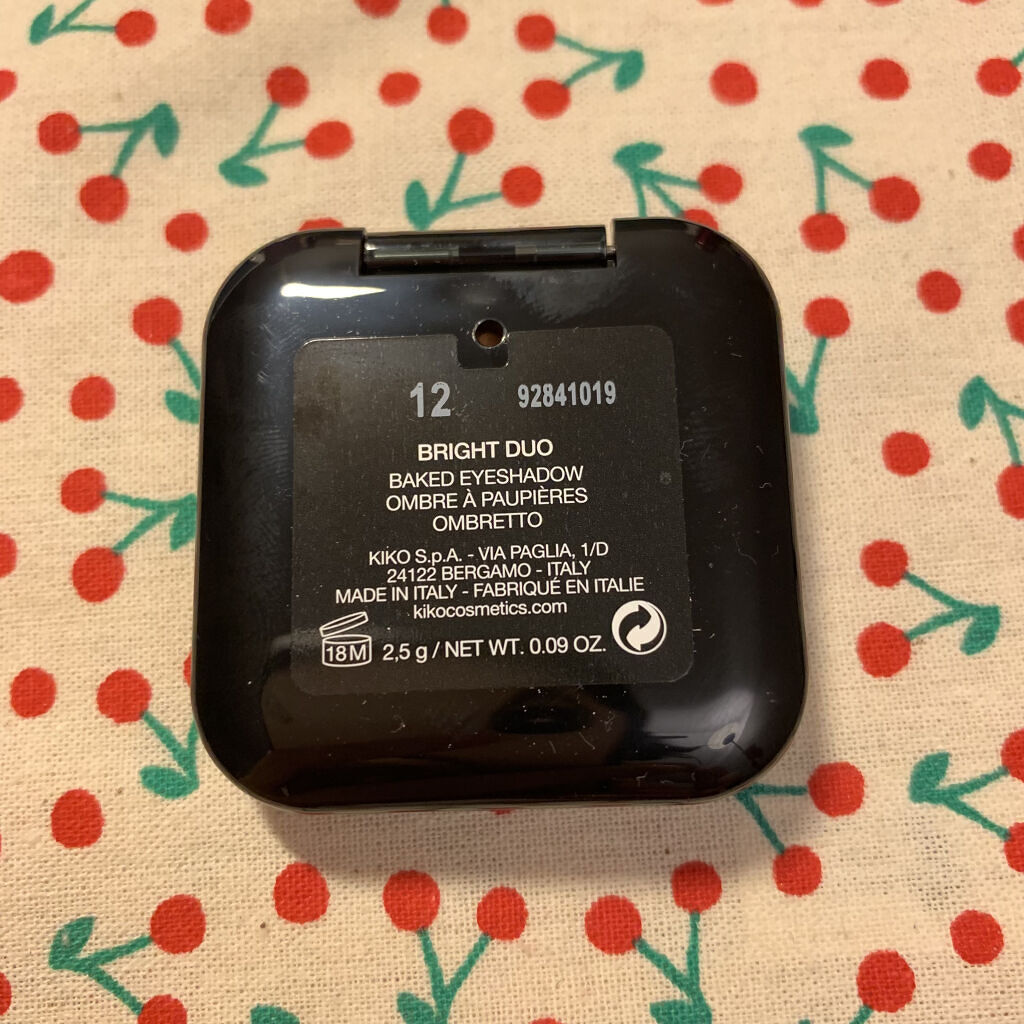 12 92841019
BRIGHT DUO
BAKED EYESHADOW
OMBRE À PAUPIÈRES
OMBRETTO
KIKO S.p.A. - VIA PAGLIA, 1/D
24122 BERGAMO - ITALY
MADE IN ITALY - FABRIQUÉ EN ITALIE
kikocosmetics.com
18M 2,5 g / NET WT. 0.09 OZ.